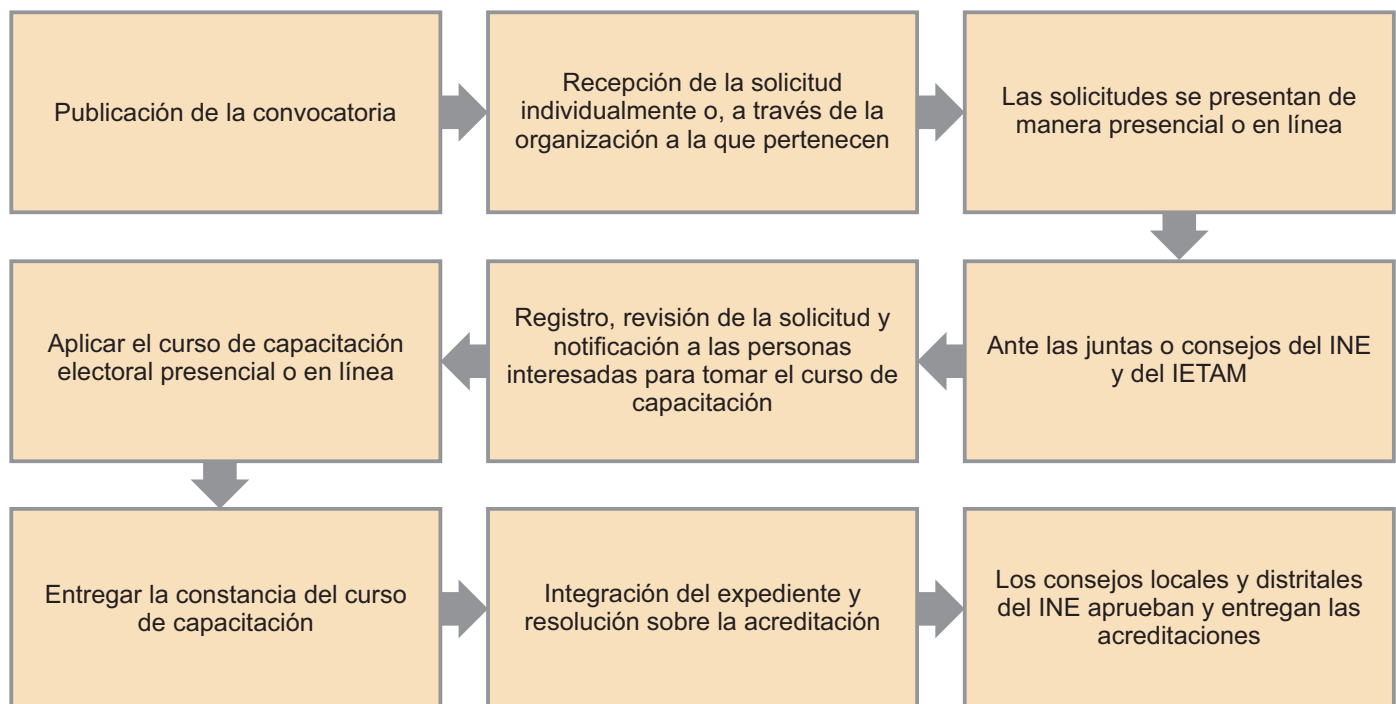 Publicación de la convocatoria
Recepción de la solicitud
individualmente o, a través de la
organización a la que pertenecen
Las solicitudes se presentan de
manera presencial o en línea
Ante las juntas o consejos del INE
y del IETAM
Registro, revisión de la solicitud y
notificación a las personas
interesadas para tomar el curso de
capacitación
Aplicar el curso de capacitación
electoral presencial o en línea
Entregar la constancia del curso
de capacitación
Integración del expediente y
resolución sobre la acreditación
Los consejos locales y distritales
del INE aprueban y entregan las
acreditaciones